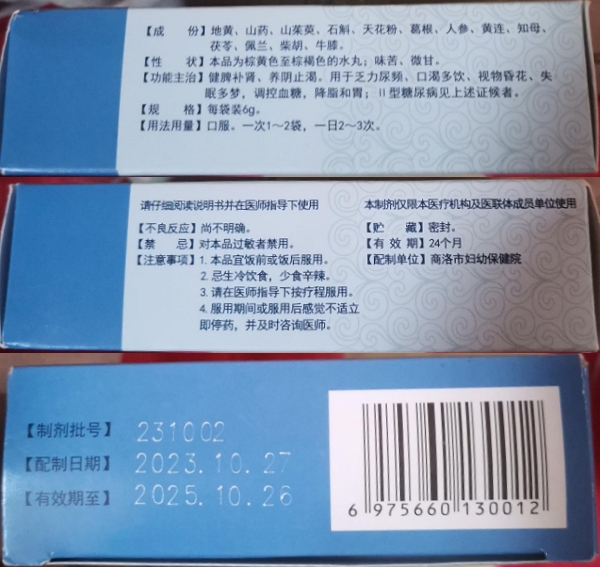 【成　　份】地黄、山药、山茱萸、石斛、天花粉、葛根、人参、黄连、知母、
茯苓、佩兰、柴胡、牛膝。
【性　　状】本品为棕黄色至棕褐色的水丸；味苦、微甘。
【功能主治】健脾补肾、养阴止渴。用于乏力尿频、口渴多饮、视物昏花、失
眠多梦，调控血糖，降脂和胃；Ⅱ型糖尿病见上述证候者。
【规　　格】每袋装6g。
【用法用量】口服。一次1～2袋，一日2～3次。
请仔细阅读说明书并在医师指导下使用
【不良反应】尚不明确。
【禁　　忌】对本品过敏者禁用。
【注意事项】1. 本品宜饭前或饭后服用。
2. 忌生冷饮食，少食辛辣。
3. 请在医师指导下按疗程服用。
4. 服用期间或服用后感觉不适立
即停药，并及时咨询医师。
本制剂仅限本医疗机构及医联体成员单位使用
【贮　　藏】密封。
【有 效 期】24个月
【配制单位】商洛市妇幼保健院
【制剂批号】231002
【配制日期】2023.10.27
【有效期至】2025.10.26
6 975660 130012